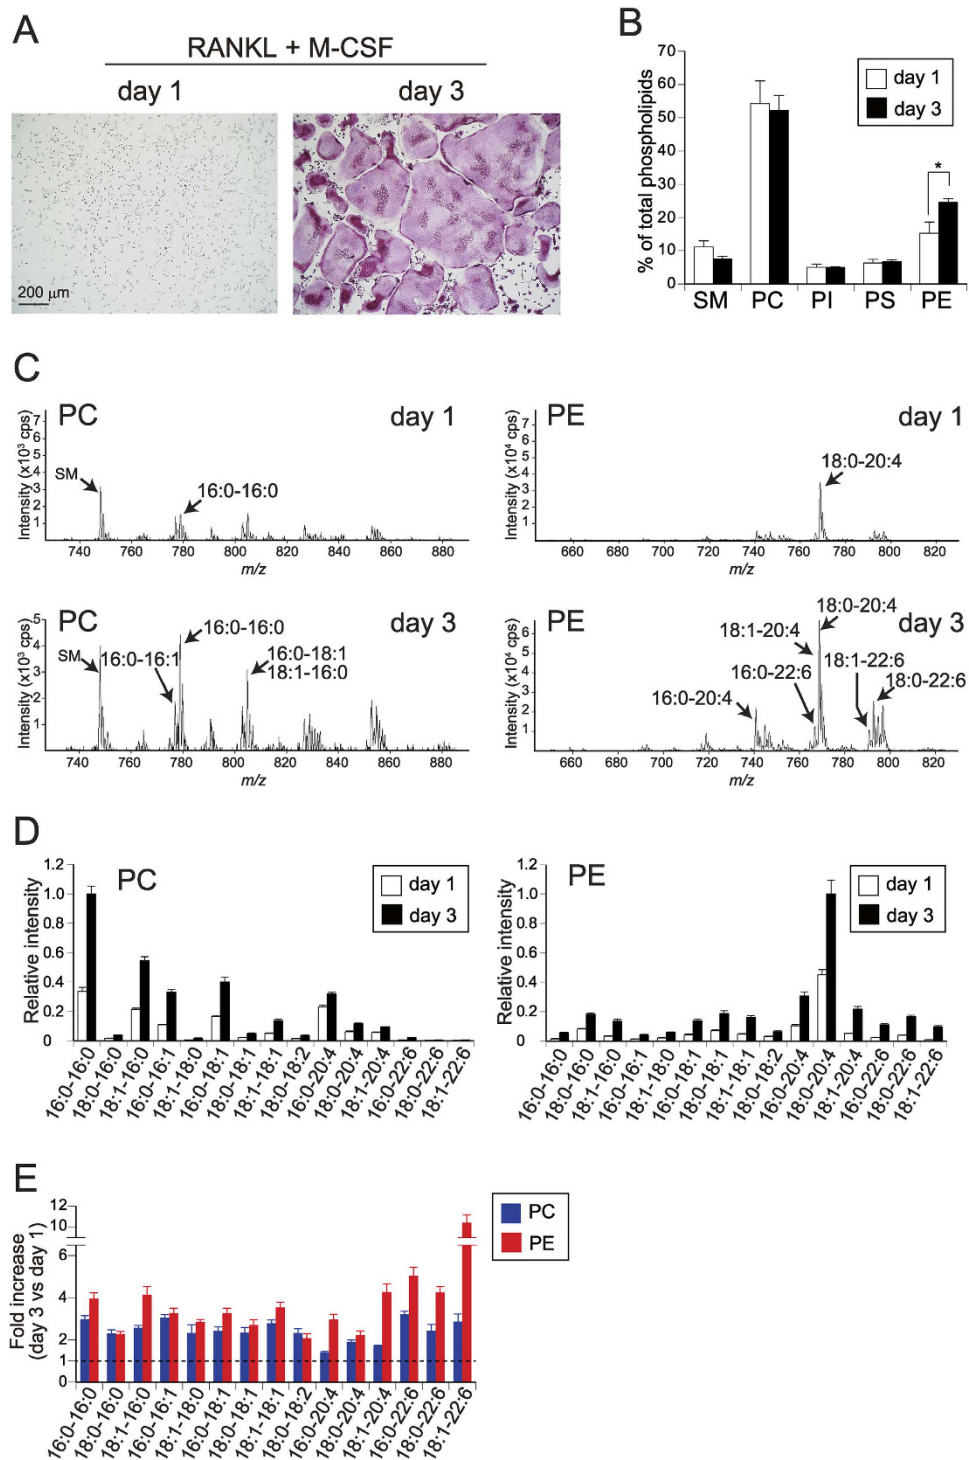 A
RANKL + M-CSF
day 1
day 3
200 μm
B
70
60
50
40
30
20
10
0
% of total phospholipids
day 1
day 3
*
SM PC PI PS PE
C
PC
day 1
Intensity (x10³ cps)
7
6
5
4
3
2
1
SM
16:0-16:0
740 760 780 800 820 840 860 880
m/z
PE
day 1
Intensity (x10⁴ cps)
7
6
5
4
3
2
1
18:0-20:4
660 680 700 720 740 760 780 800 820
m/z
PC
day 3
Intensity (x10³ cps)
5
4
3
2
1
SM
16:0-16:1
16:0-16:0
16:0-18:1
18:1-16:0
740 760 780 800 820 840 860 880
m/z
PE
day 3
Intensity (x10⁴ cps)
6
5
4
3
2
1
18:0-20:4
18:1-20:4
16:0-22:6
18:1-22:6
16:0-20:4
18:0-22:6
660 680 700 720 740 760 780 800 820
m/z
D
PC
Relative intensity
1.2
1.0
0.6
0.4
0.2
0
day 1
day 3
16:0-16:0
18:0-16:0
18:1-16:0
16:0-16:1
18:1-18:0
16:0-18:1
18:0-18:1
18:1-18:1
18:0-18:2
16:0-20:4
18:0-20:4
18:1-20:4
16:0-22:6
18:0-22:6
18:1-22:6
PE
Relative intensity
1.2
1.0
0.6
0.4
0.2
0
day 1
day 3
16:0-16:0
18:0-16:0
18:1-16:0
16:0-16:1
18:1-18:0
16:0-18:1
18:0-18:1
18:1-18:1
18:0-18:2
16:0-20:4
18:0-20:4
18:1-20:4
16:0-22:6
18:0-22:6
18:1-22:6
E
Fold increase
(day 3 vs day 1)
12
10
6
4
2
1
0
PC
PE
16:0-16:0
18:0-16:0
18:1-16:0
16:0-16:1
18:1-18:0
16:0-18:1
18:0-18:1
18:1-18:1
18:0-18:2
16:0-20:4
18:0-20:4
18:1-20:4
16:0-22:6
18:0-22:6
18:1-22:6